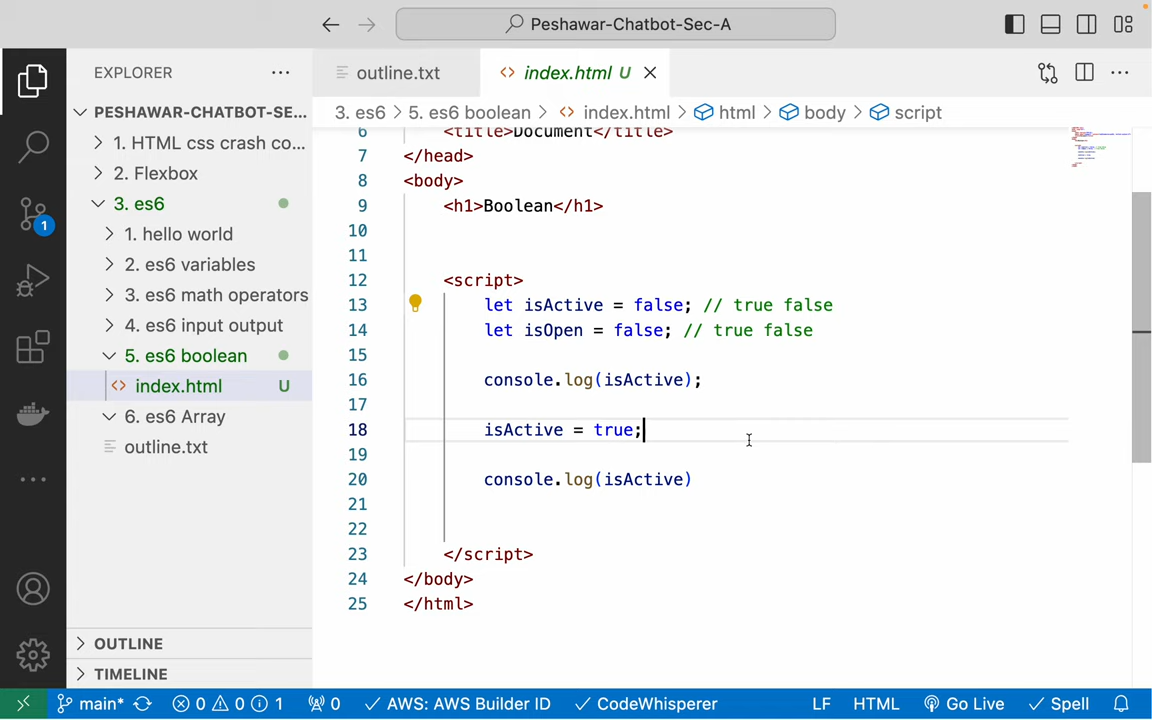 Peshawar-Chatbot-Sec-A
EXPLORER
outline.txt
index.html U
PESHAWAR-CHATBOT-SE...
3. es6 > 5. es6 boolean > index.html > html > body > script
1. HTML css crash co...
2. Flexbox
3. es6
1. hello world
2. es6 variables
3. es6 math operators
4. es6 input output
5. es6 boolean
index.html U
6. es6 Array
outline.txt
6 <title>Document</title>
7 </head>
8 <body>
9 <h1>Boolean</h1>
10
11
12 <script>
13 let isActive = false; // true false
14 let isOpen = false; // true false
15
16 console.log(isActive);
17
18 isActive = true;
19
20 console.log(isActive)
21
22
23 </script>
24 </body>
25 </html>
OUTLINE
TIMELINE
1
main* 0 0 1 0 AWS: AWS Builder ID CodeWhisperer LF HTML Go Live Spell